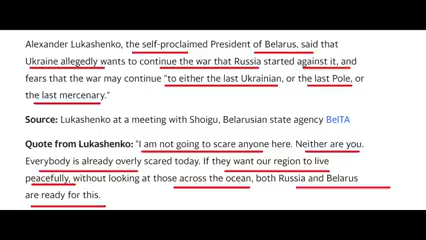 Alexander Lukashenko, the self-proclaimed President of Belarus, said that
Ukraine allegedly wants to continue the war that Russia started against it, and
fears that the war may continue "to either the last Ukrainian, or the last Pole, or
the last mercenary."
Source: Lukashenko at a meeting with Shoigu, Belarusian state agency BelTA
Quote from Lukashenko: "I am not going to scare anyone here. Neither are you.
Everybody is already overly scared today. If they want our region to live
peacefully, without looking at those across the ocean, both Russia and Belarus
are ready for this.